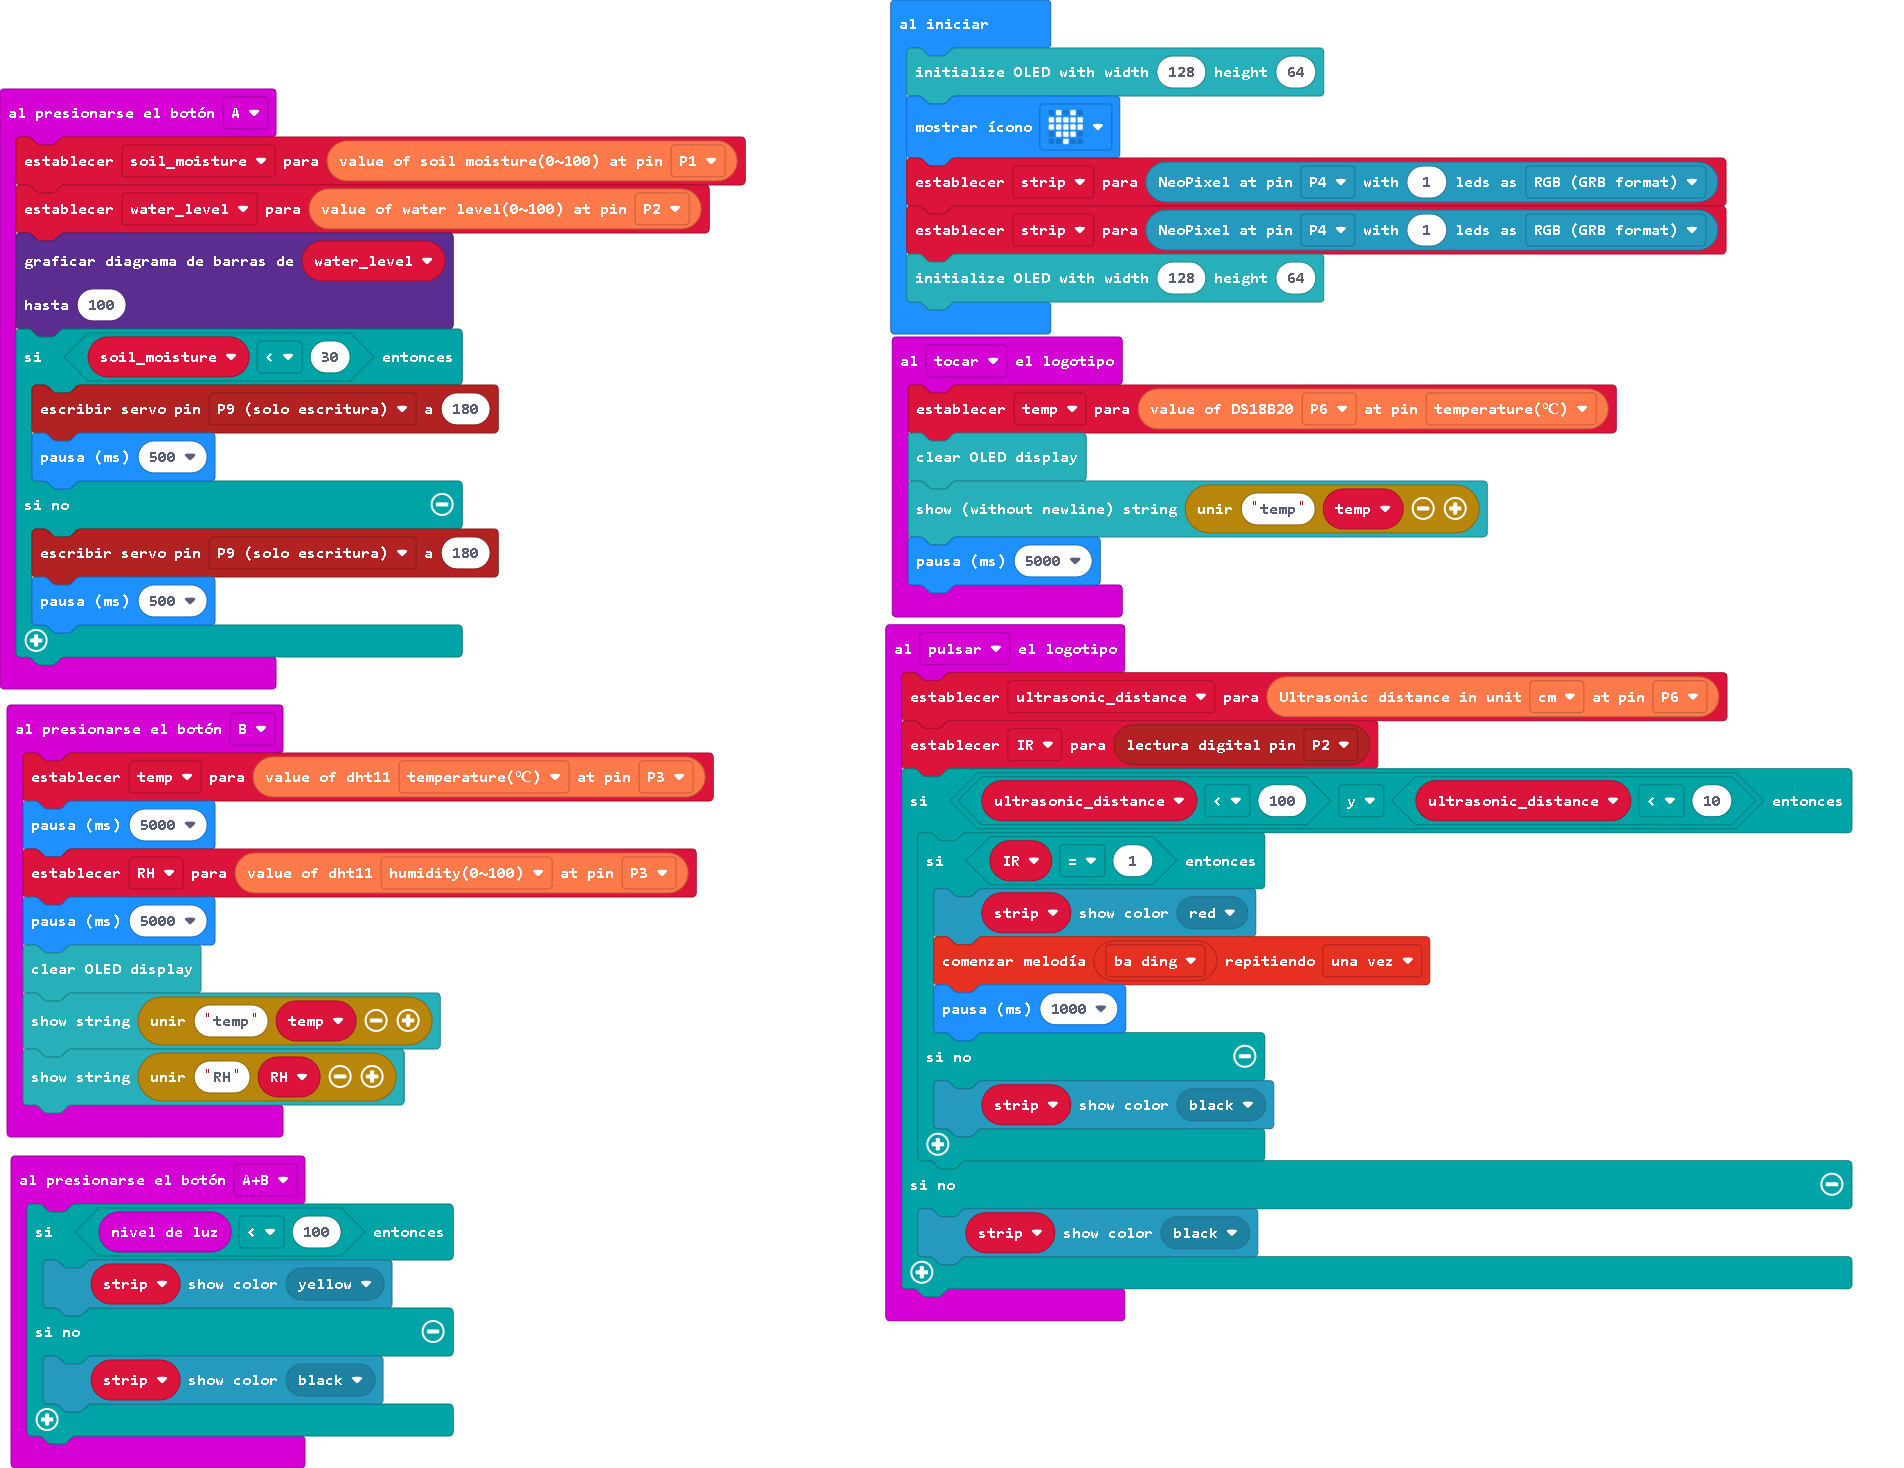 al presionarse el botón A
establecer soil_moisture para value of soil moisture(0~100) at pin P1
establecer water_level para value of water level(0~100) at pin P2
graficar diagrama de barras de water_level
hasta 100
si soil_moisture < 30 entonces
escribir servo pin P9 (solo escritura) a 180
pausa (ms) 500
si no
escribir servo pin P9 (solo escritura) a 180
pausa (ms) 500
al presionarse el botón B
establecer temp para value of dht11 temperature(℃) at pin P3
pausa (ms) 5000
establecer RH para value of dht11 humidity(0~100) at pin P3
pausa (ms) 5000
clear OLED display
show string unir "temp" temp
show string unir "RH" RH
al presionarse el botón A+B
si nivel de luz < 100 entonces
strip show color yellow
si no
strip show color black
al iniciar
initialize OLED with width 128 height 64
mostrar ícono
establecer strip para NeoPixel at pin P4 with 1 leds as RGB (GRB format)
establecer strip para NeoPixel at pin P4 with 1 leds as RGB (GRB format)
initialize OLED with width 128 height 64
al tocar el logotipo
establecer temp para value of DS18B20 P6 at pin temperature(℃)
clear OLED display
show (without newline) string unir "temp" temp
pausa (ms) 5000
al pulsar el logotipo
establecer ultrasonic_distance para Ultrasonic distance in unit cm at pin P6
establecer IR para lectura digital pin P2
si ultrasonic_distance < 100 y ultrasonic_distance < 10 entonces
si IR = 1 entonces
strip show color red
comenzar melodía ba ding repitiendo una vez
pausa (ms) 1000
si no
strip show color black
si no
strip show color black